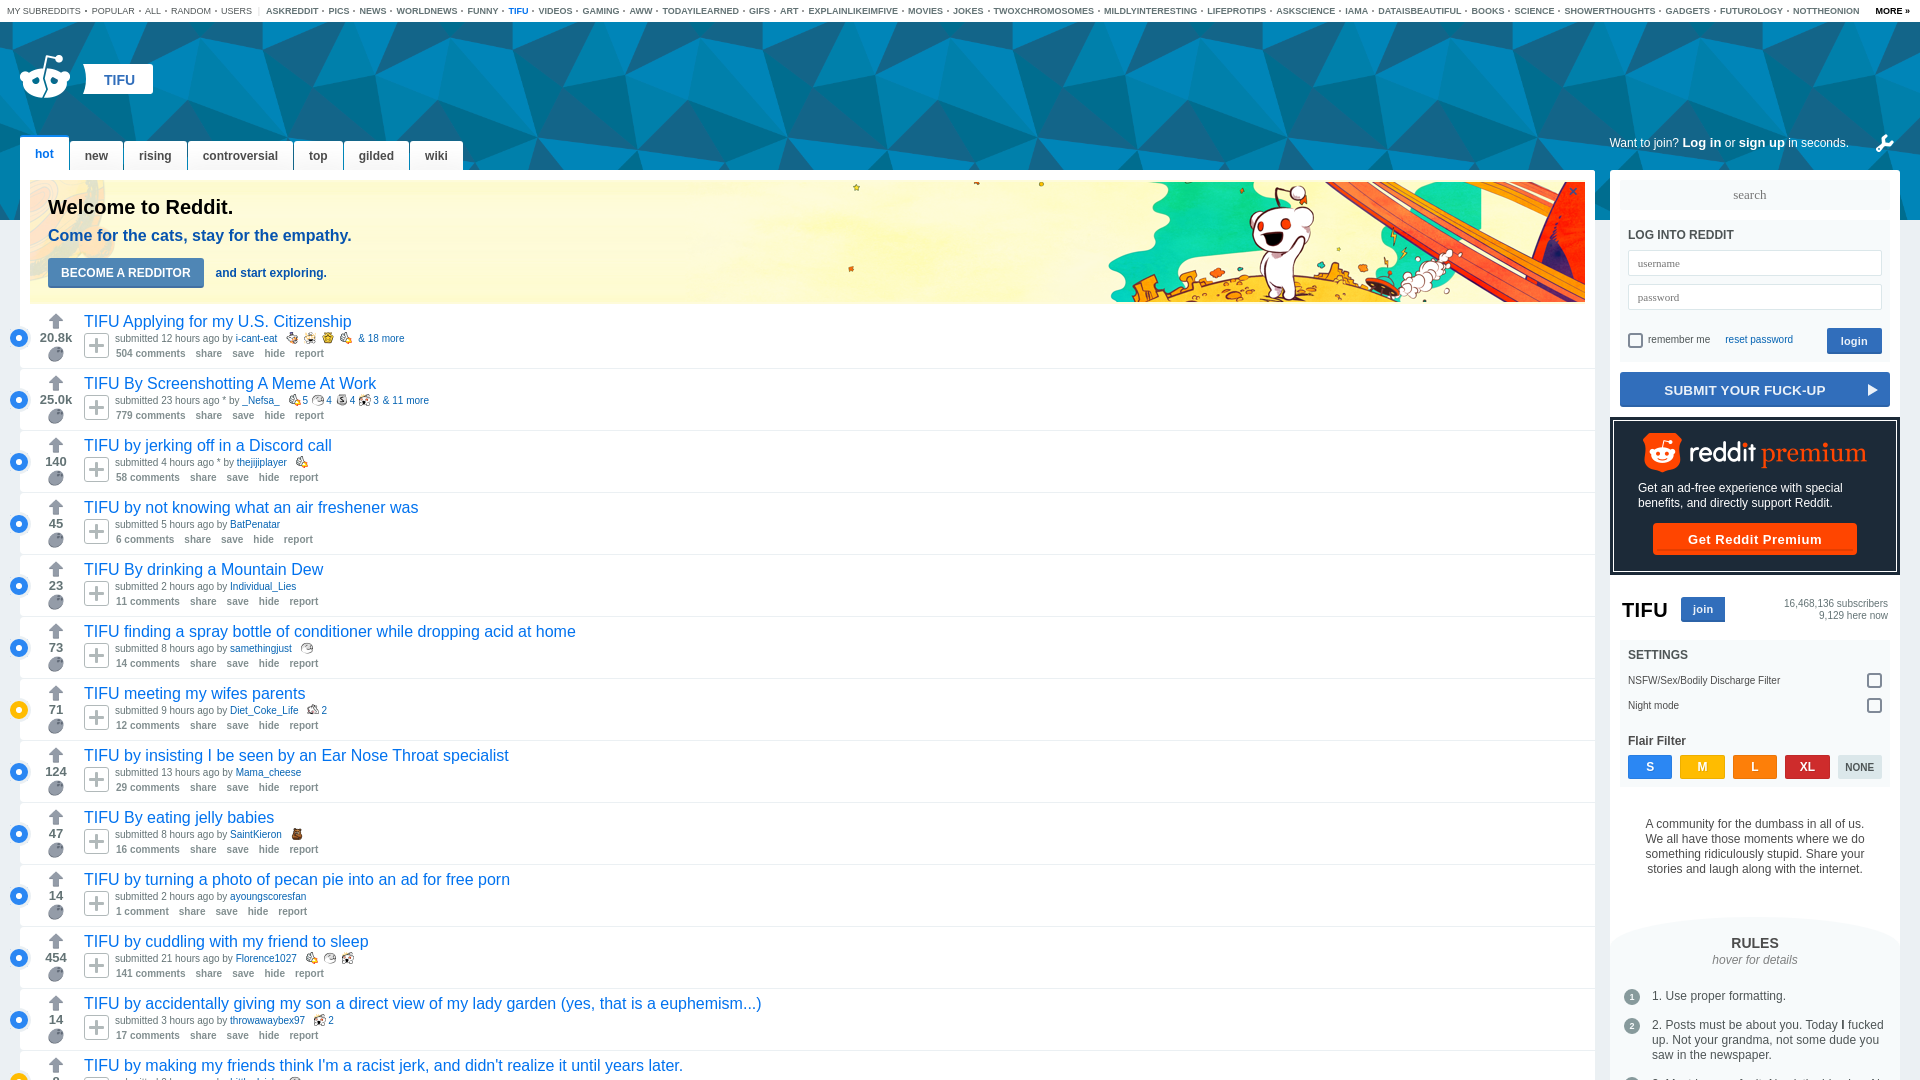 MY SUBREDDITS • POPULAR • ALL • RANDOM • USERS | ASKREDDIT • PICS • NEWS • WORLDNEWS • FUNNY • TIFU • VIDEOS • GAMING • AWW • TODAYILEARNED • GIFS • ART • EXPLAINLIKEIMFIVE • MOVIES • JOKES • TWOXCHROMOSOMES • MILDLYINTERESTING • LIFEPROTIPS • ASKSCIENCE • IAMA • DATAISBEAUTIFUL • BOOKS • SCIENCE • SHOWERTHOUGHTS • GADGETS • FUTUROLOGY • NOTTHEONION MORE »
TIFU
hot new rising controversial top gilded wiki
Want to join? Log in or sign up in seconds.
Welcome to Reddit.
Come for the cats, stay for the empathy.
BECOME A REDDITOR and start exploring.
TIFU Applying for my U.S. Citizenship
20.8k submitted 12 hours ago by i-cant-eat & 18 more
504 comments share save hide report
TIFU By Screenshotting A Meme At Work
25.0k submitted 23 hours ago * by _Nefsa_ 5 4 4 3 & 11 more
779 comments share save hide report
TIFU by jerking off in a Discord call
140 submitted 4 hours ago * by thejijiplayer
58 comments share save hide report
TIFU by not knowing what an air freshener was
45 submitted 5 hours ago by BatPenatar
6 comments share save hide report
TIFU By drinking a Mountain Dew
23 submitted 2 hours ago by Individual_Lies
11 comments share save hide report
TIFU finding a spray bottle of conditioner while dropping acid at home
73 submitted 8 hours ago by samethingjust
14 comments share save hide report
TIFU meeting my wifes parents
71 submitted 9 hours ago by Diet_Coke_Life 2
12 comments share save hide report
TIFU by insisting I be seen by an Ear Nose Throat specialist
124 submitted 13 hours ago by Mama_cheese
29 comments share save hide report
TIFU By eating jelly babies
47 submitted 8 hours ago by SaintKieron
16 comments share save hide report
TIFU by turning a photo of pecan pie into an ad for free porn
14 submitted 2 hours ago by ayoungscoresfan
1 comment share save hide report
TIFU by cuddling with my friend to sleep
454 submitted 21 hours ago by Florence1027
141 comments share save hide report
TIFU by accidentally giving my son a direct view of my lady garden (yes, that is a euphemism...)
14 submitted 3 hours ago by throwawaybex97 2
17 comments share save hide report
TIFU by making my friends think I'm a racist jerk, and didn't realize it until years later.
search
LOG INTO REDDIT
username
password
remember me reset password login
SUBMIT YOUR FUCK-UP
reddit premium
Get an ad-free experience with special
benefits, and directly support Reddit.
Get Reddit Premium
TIFU join
16,468,136 subscribers
9,129 here now
SETTINGS
NSFW/Sex/Bodily Discharge Filter
Night mode
Flair Filter
S M L XL NONE
A community for the dumbass in all of us.
We all have those moments where we do
something ridiculously stupid. Share your
stories and laugh along with the internet.
RULES
hover for details
1 1. Use proper formatting.
2 2. Posts must be about you. Today I fucked
up. Not your grandma, not some dude you
saw in the newspaper.